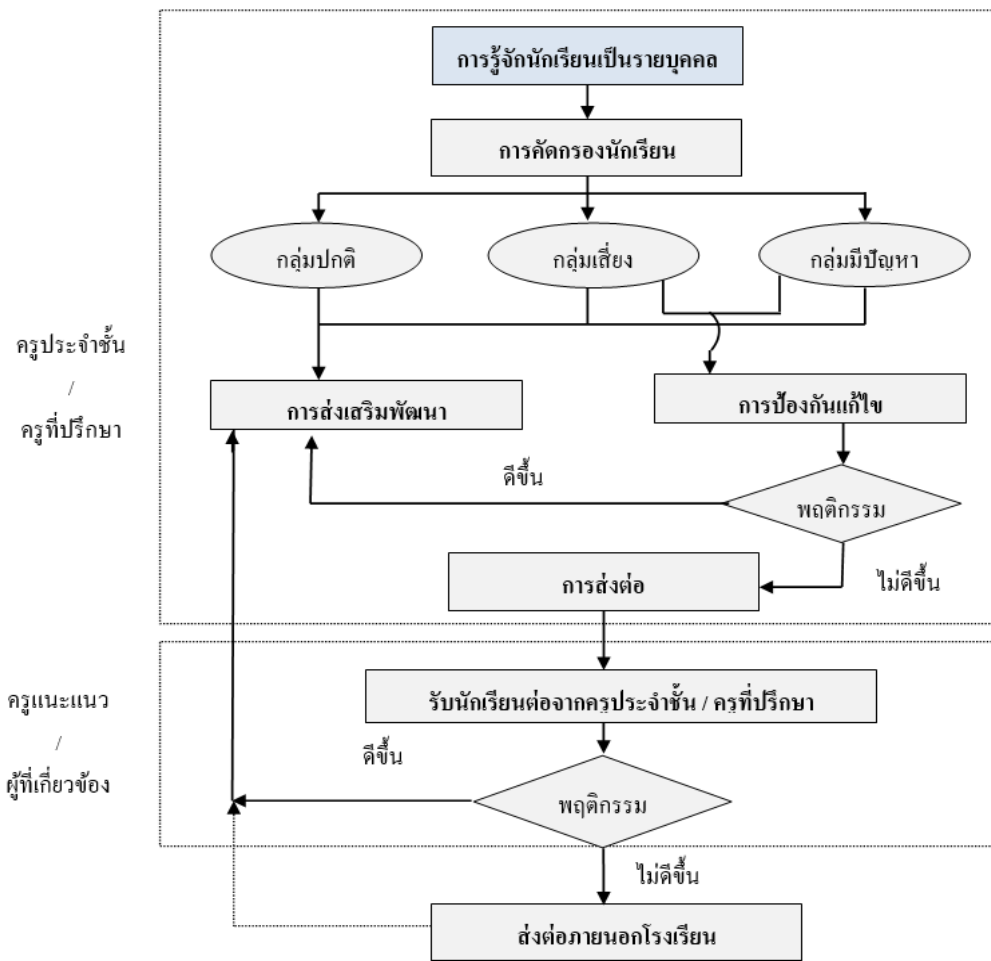 การรู้จักนักเรียนเป็นรายบุคคล
การคัดกรองนักเรียน
กลุ่มปกติ
กลุ่มเสี่ยง
กลุ่มมีปัญหา
ครูประจำชั้น
/
ครูที่ปรึกษา
การส่งเสริมพัฒนา
การป้องกันแก้ไข
ดีขึ้น
พฤติกรรม
ไม่ดีขึ้น
การส่งต่อ
ครูแนะแนว
/
ผู้ที่เกี่ยวข้อง
รับนักเรียนต่อจากครูประจำชั้น / ครูที่ปรึกษา
ดีขึ้น
พฤติกรรม
ไม่ดีขึ้น
ส่งต่อภายนอกโรงเรียน